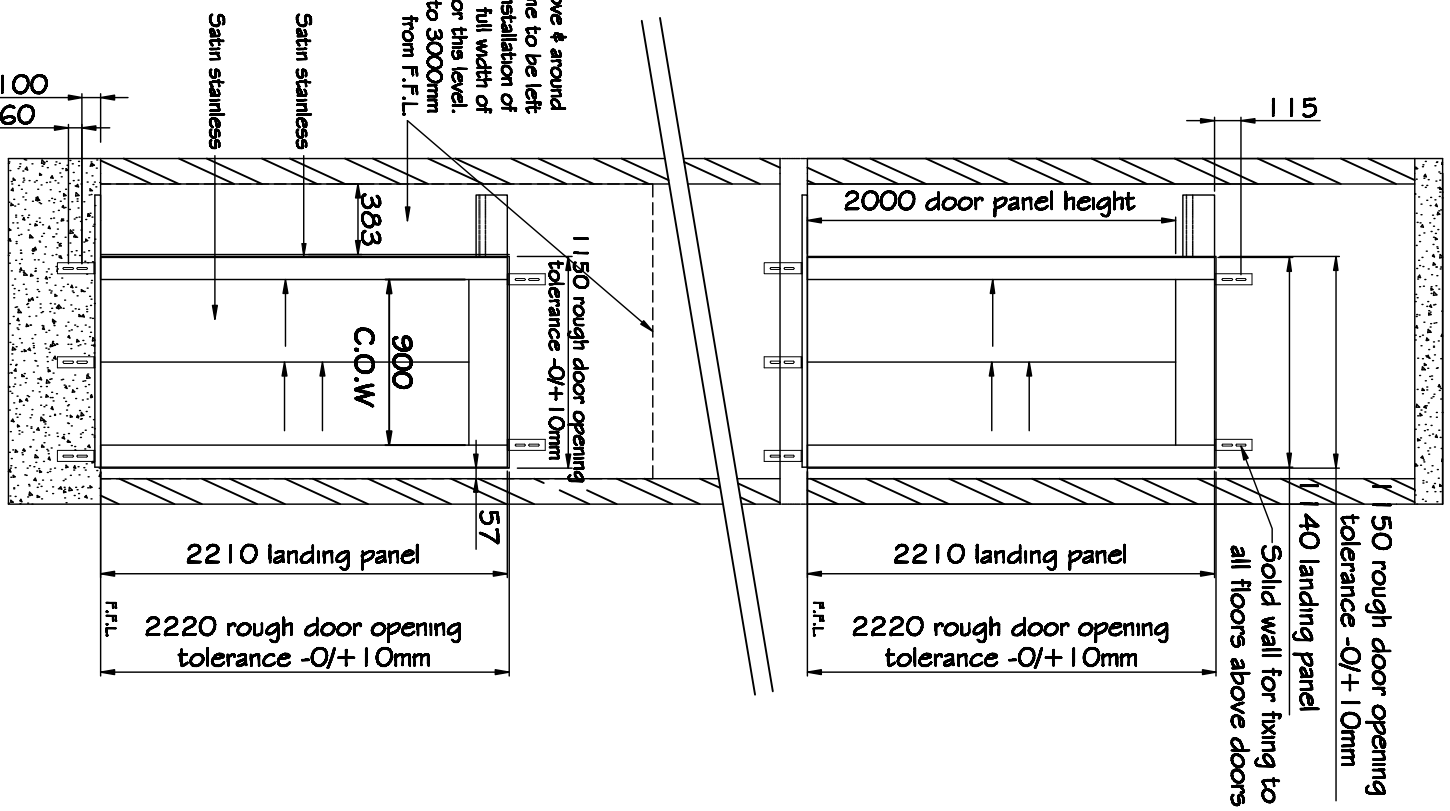 ove & around
ne to be left
nstallation of
full width of
or this level.
to 3000mm
from F.F.L.
Satin stainless
Satin stainless
100
60
383
900
C.O.W
1150 rough door opening
tolerance -0/+10mm
57
2210 landing panel
F.F.L
2220 rough door opening
tolerance -0/+10mm
115
2000 door panel height
2210 landing panel
F.F.L
2220 rough door opening
tolerance -0/+10mm
1150 rough door opening
tolerance -0/+10mm
1140 landing panel
Solid wall for fixing to
all floors above doors